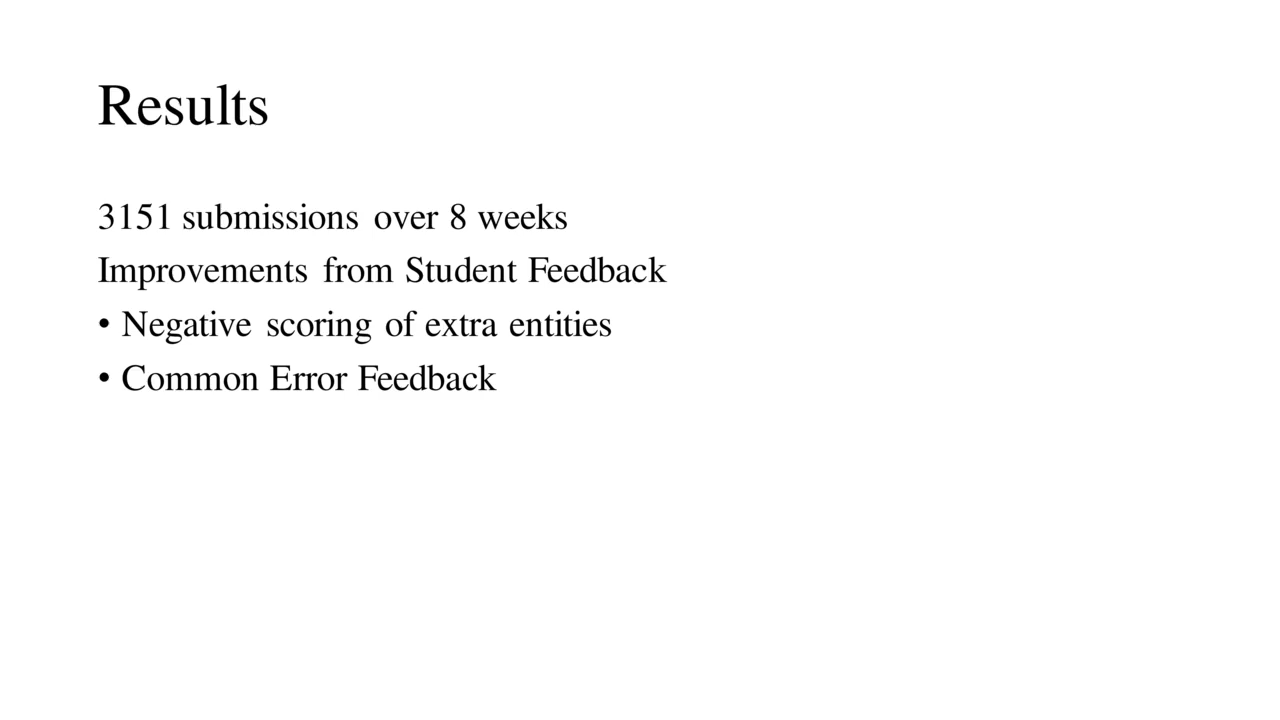 Results
3151 submissions over 8 weeks
Improvements from Student Feedback
• Negative scoring of extra entities
• Common Error Feedback